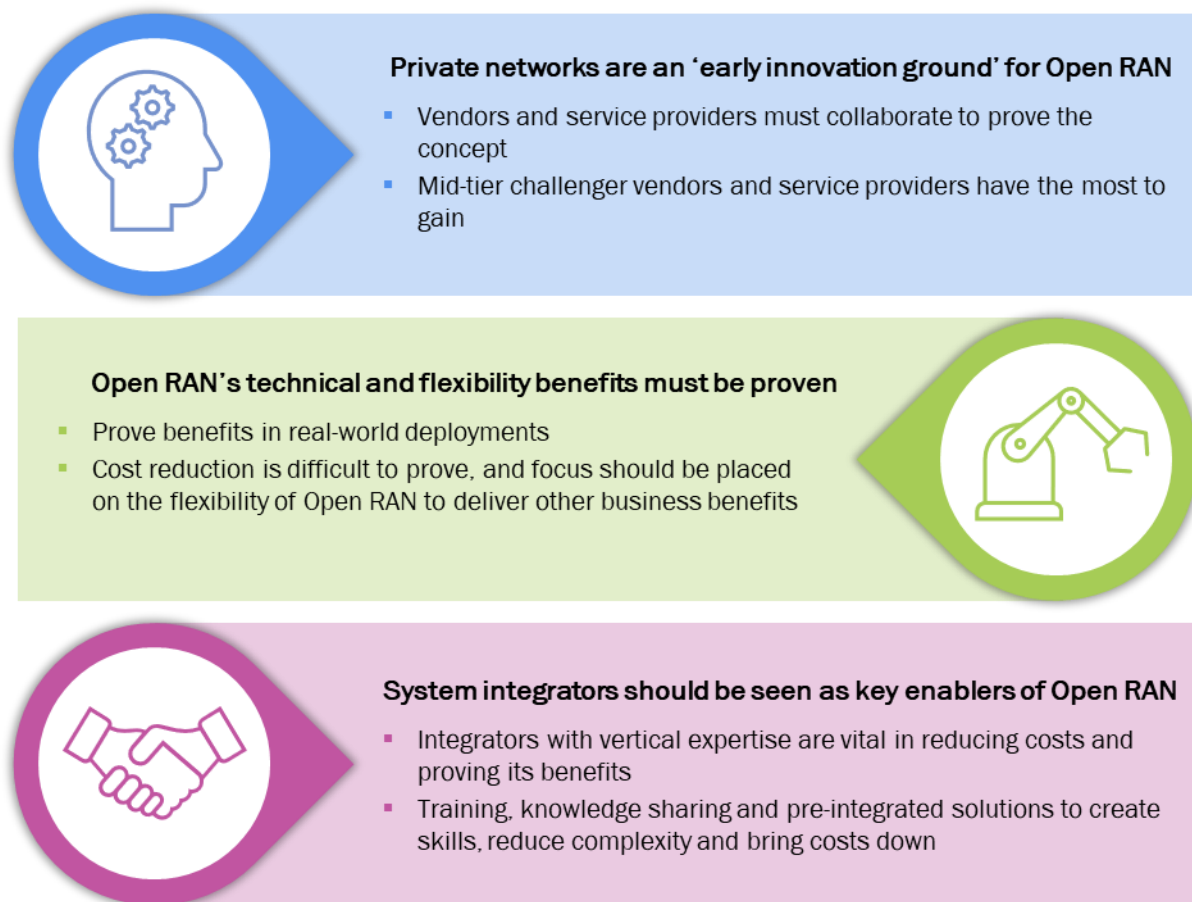 Private networks are an ‘early innovation ground’ for Open RAN
▪ Vendors and service providers must collaborate to prove the
concept
▪ Mid-tier challenger vendors and service providers have the most to
gain
Open RAN’s technical and flexibility benefits must be proven
▪ Prove benefits in real-world deployments
▪ Cost reduction is difficult to prove, and focus should be placed
on the flexibility of Open RAN to deliver other business benefits
System integrators should be seen as key enablers of Open RAN
▪ Integrators with vertical expertise are vital in reducing costs and
proving its benefits
▪ Training, knowledge sharing and pre-integrated solutions to create
skills, reduce complexity and bring costs down